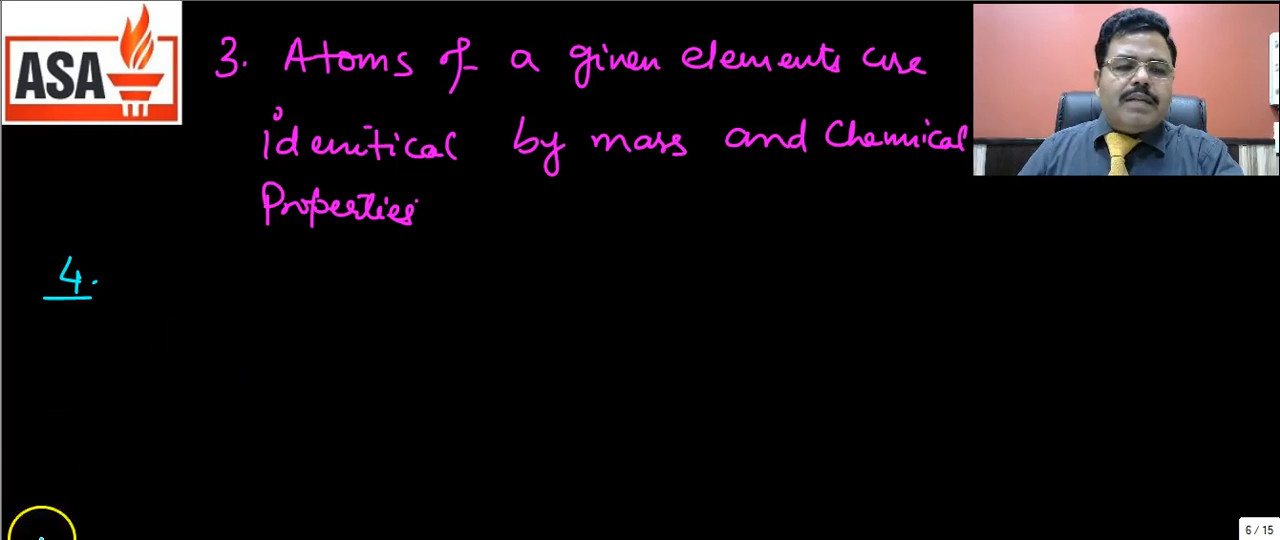 ASA
3. Atoms of a given elements are
identical by mass and Chemical
Properties
4.
6 / 15